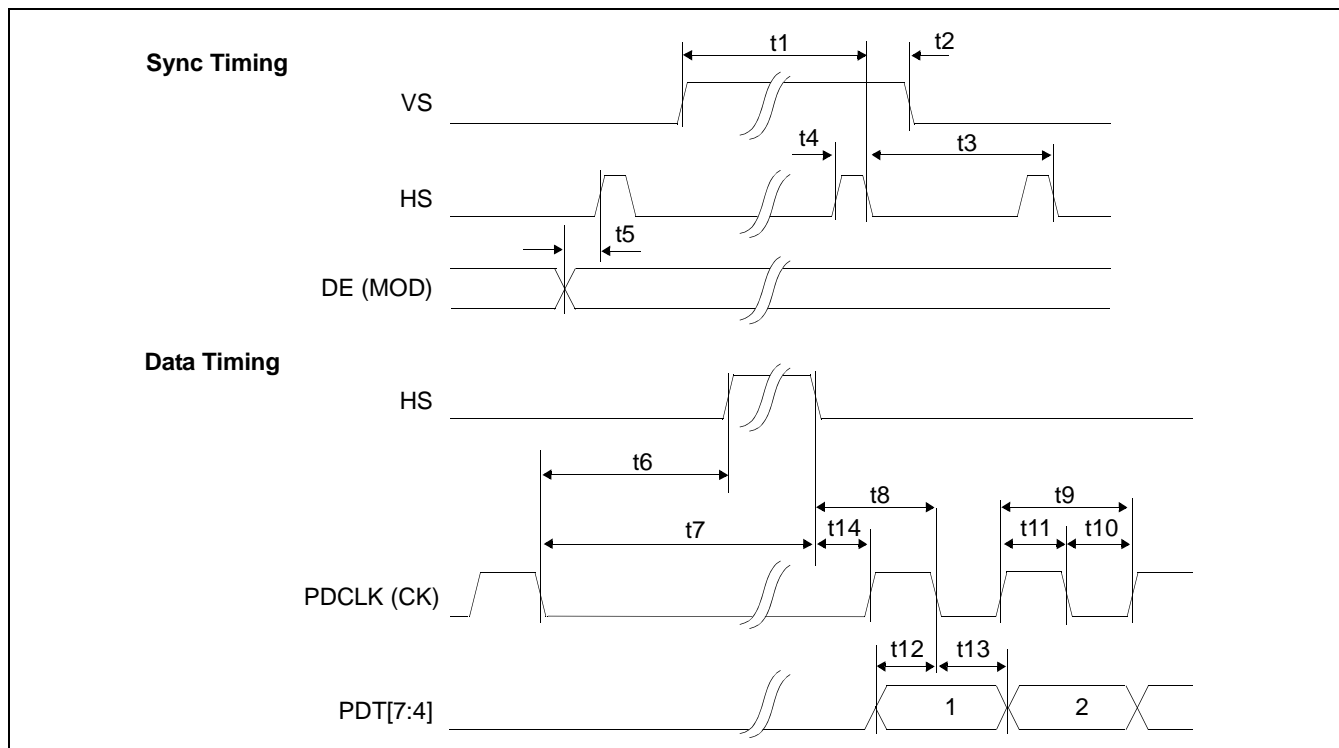 Sync Timing
t1
t2
VS
t4
t3
HS
t5
DE (MOD)
Data Timing
HS
t6
t8
t9
t7
t14
t11
t10
PDCLK (CK)
t12
t13
PDT[7:4]
1
2